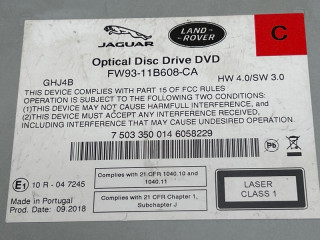 JAGUAR
LAND
ROVER
C
Optical Disc Drive DVD
FW93-11B608-CA
GHJ4B
HW 4.0/SW 3.0
THIS DEVICE COMPLIES WITH PART 15 OF FCC RULES
OPERATION IS SUBJECT TO THE FOLLOWING TWO CONDITIONS:
(1)THIS DEVICE MAY NOT CAUSE HARMFULL INTERFERENCE, and
(2)THIS DEVICE MUST ACCEPT ANY INTERFERENCE RECEIVED,
INCLUDING INTERFERENCE THAT MAY CAUSE UNDESIRED OPERATION.
7 503 350 014 6058229
E1 10 R - 04 7245
Made in Portugal
Prod. Date: 09.2018
Complies with 21 CFR 1040.10 and
1040.11
Complies with 21 CFR Chapter 1,
Subchapter J
LASER
CLASS 1